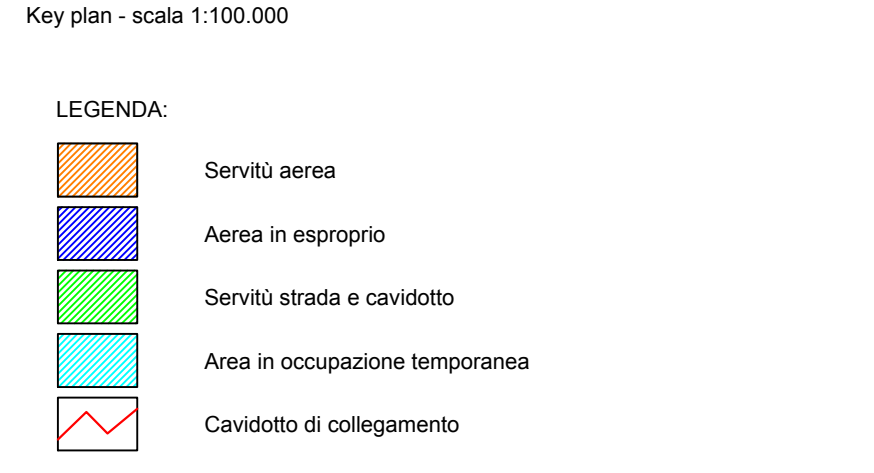 Key plan - scala 1:100.000
LEGENDA:
Servitù aerea
Aerea in esproprio
Servitù strada e cavidotto
Area in occupazione temporanea
Cavidotto di collegamento